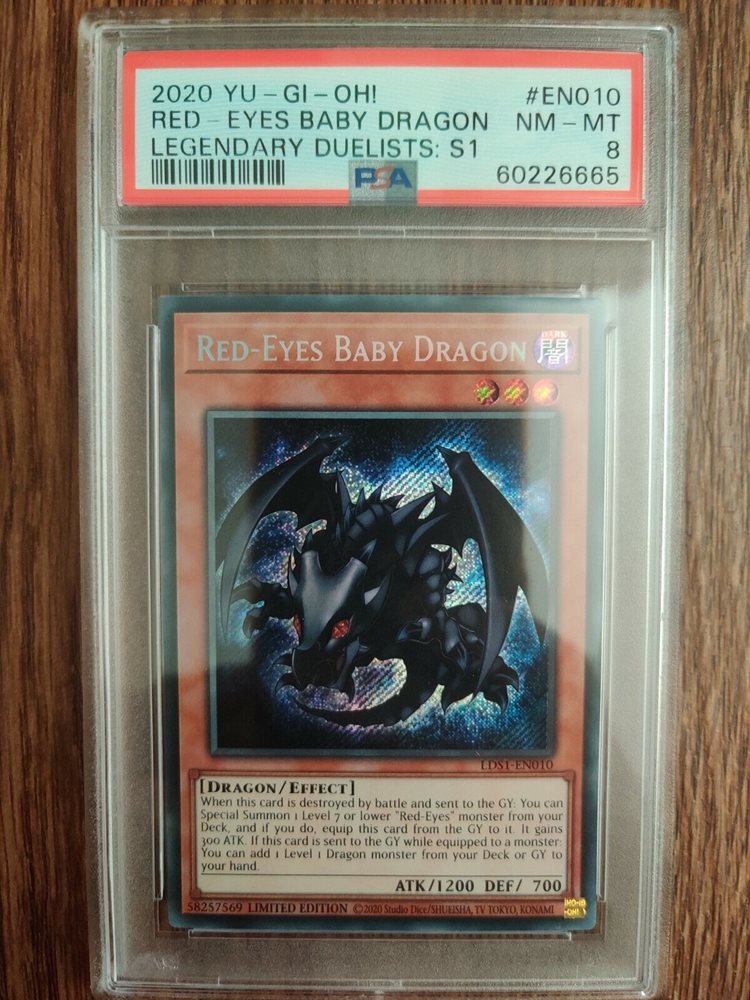 2020 YU-GI-OH! #EN010
RED-EYES BABY DRAGON NM-MT
LEGENDARY DUELISTS: S1 8
PSA 60226665
RED-EYES BABY DRAGON
DARK
闇
LDS1-EN010
[DRAGON/EFFECT]
When this card is destroyed by battle and sent to the GY: You can
Special Summon 1 Level 7 or lower "Red-Eyes" monster from your
Deck, and if you do, equip this card from the GY to it. It gains
300 ATK. If this card is sent to the GY while equipped to a monster:
You can add 1 Level 1 Dragon monster from your Deck or GY to
your hand.
ATK/1200 DEF/ 700
58257569 LIMITED EDITION ©2020 Studio Dice/SHUEISHA, TV TOKYO, KONAMI